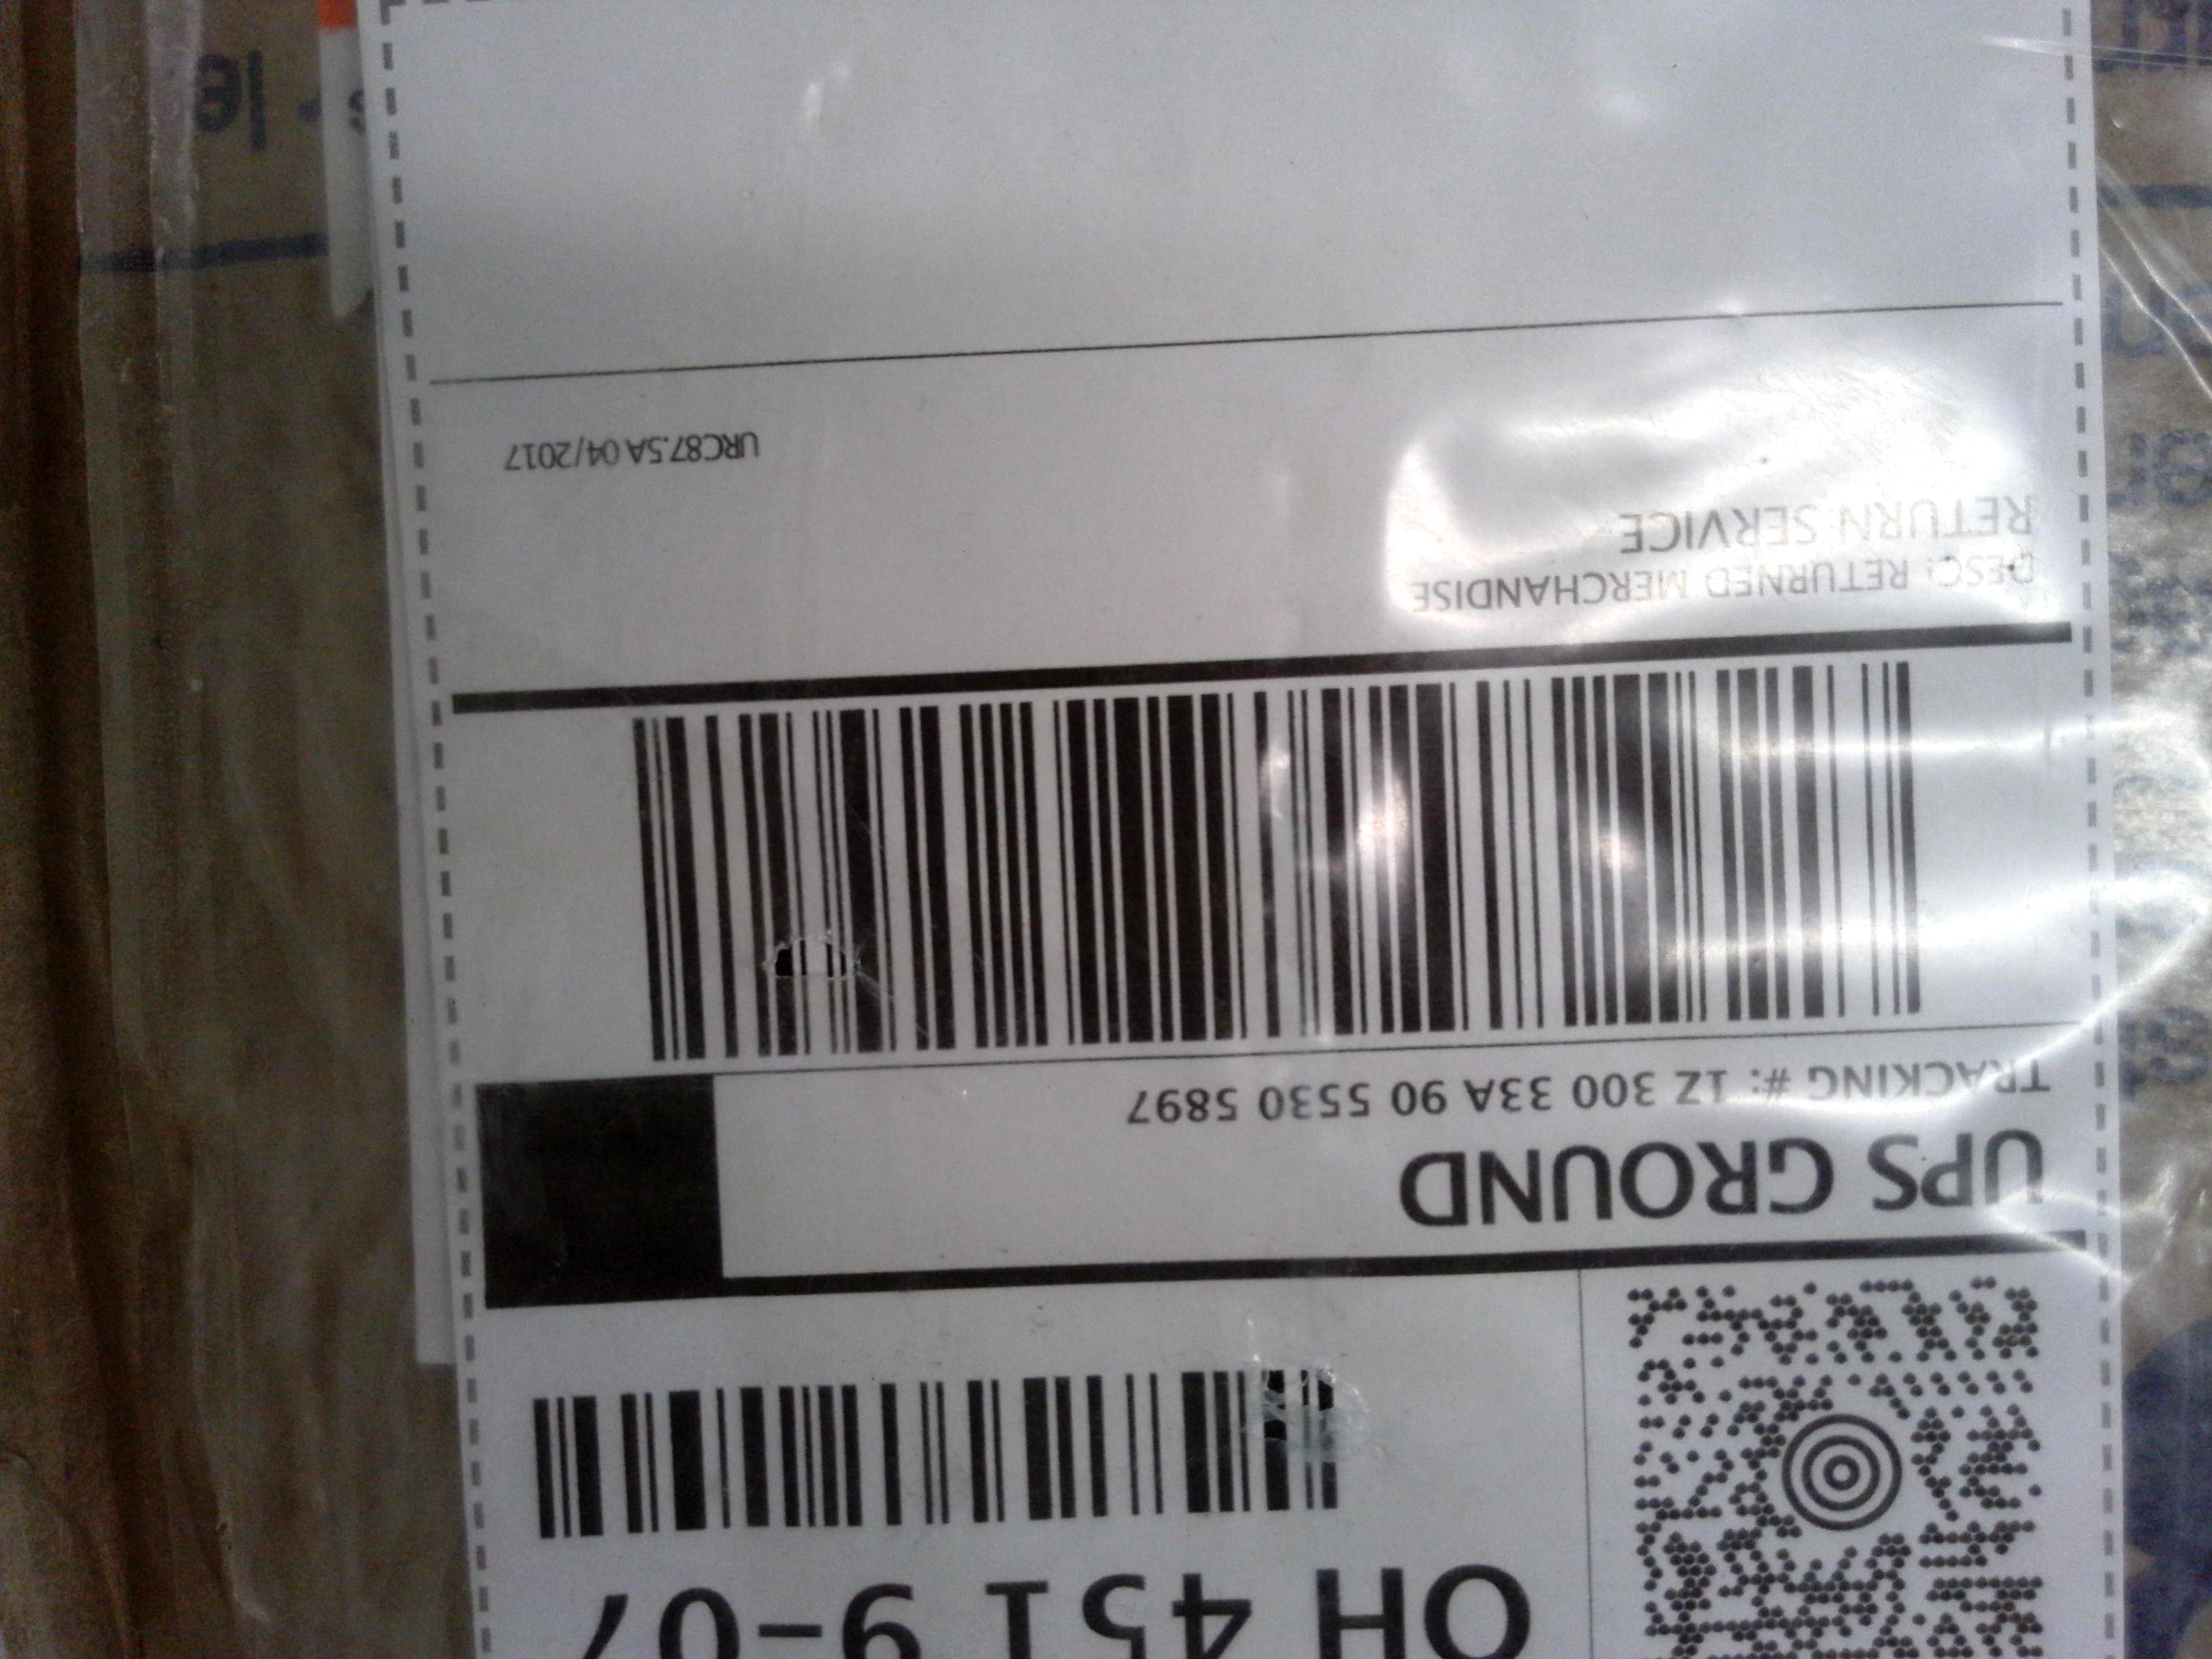 OH 451 9-07
UPS GROUND
TRACKING #: 1Z 300 33A 90 5530 5897
DESC: RETURNED MERCHANDISE
RETURN SERVICE
URC87.5A 04/2017